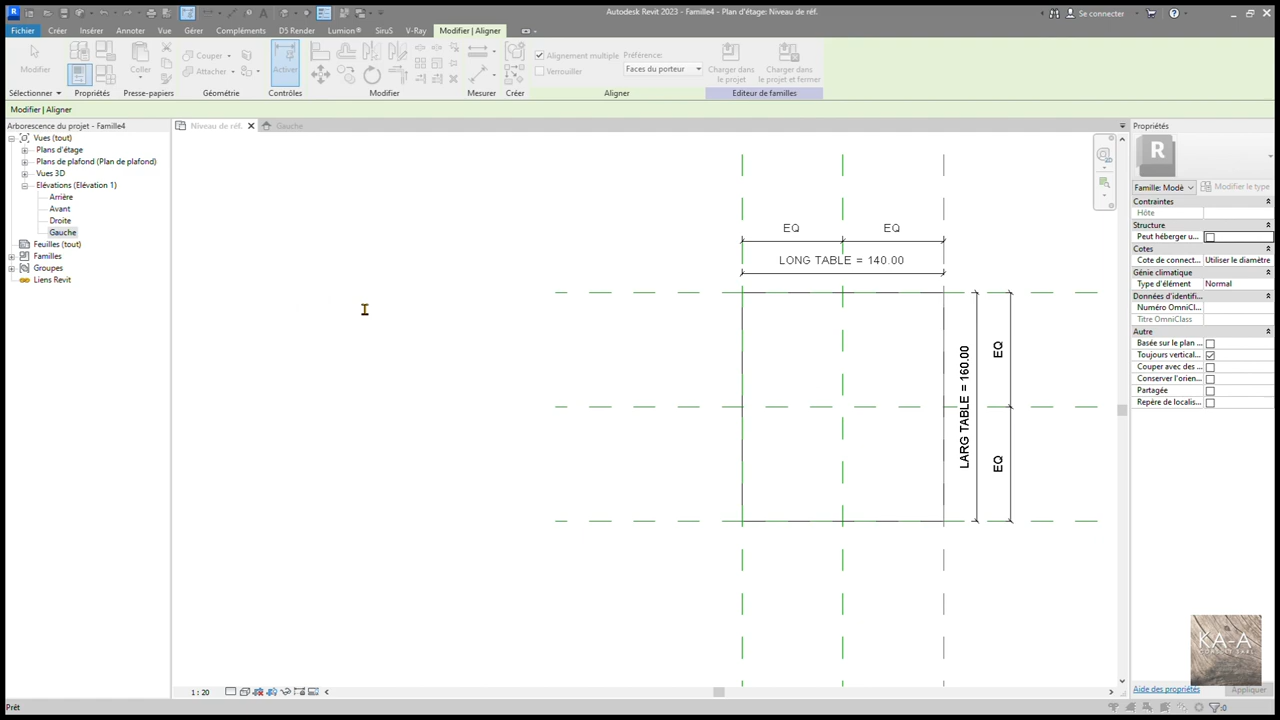 Autodesk Revit 2023 - Famille4 - Plan d'étage: Niveau de réf.
Se connecter
Fichier Créer Insérer Annoter Vue Gérer Compléments D5 Render Lumion® SiruS V-Ray Modifier | Aligner
Modifier
Coller
Couper
Attacher
Activer
Alignement multiple
Verrouiller
Préférence:
Faces du porteur
Charger dans le projet
Charger dans le projet et fermer
Sélectionner Propriétés Presse-papiers Géométrie Contrôles Modifier Mesurer Créer Aligner Editeur de familles
Modifier | Aligner
Arborescence du projet - Famille4
Vues (tout)
Plans d'étage
Plans de plafond (Plan de plafond)
Vues 3D
Elévations (Elévation 1)
Arrière
Avant
Droite
Gauche
Feuilles (tout)
Familles
Groupes
Liens Revit
Niveau de réf.
Gauche
EQ EQ
LONG TABLE = 140.00
LARG TABLE = 160.00
EQ
EQ
Propriétés
R
Famille: Modè
Modifier le type
Contraintes
Hôte
Structure
Peut héberger u...
Cotes
Cote de connect... Utiliser le diamètre
Génie climatique
Type d'élément Normal
Données d'identifi...
Numéro OmniCl...
Titre OmniClass
Autre
Basée sur le plan ...
Toujours vertical...
Couper avec des ...
Conserver l'orien...
Partagée
Repère de localis...
KA-A
CONSULT SARL
Aide des propriétés
Appliquer
1 : 20
Prêt
:0